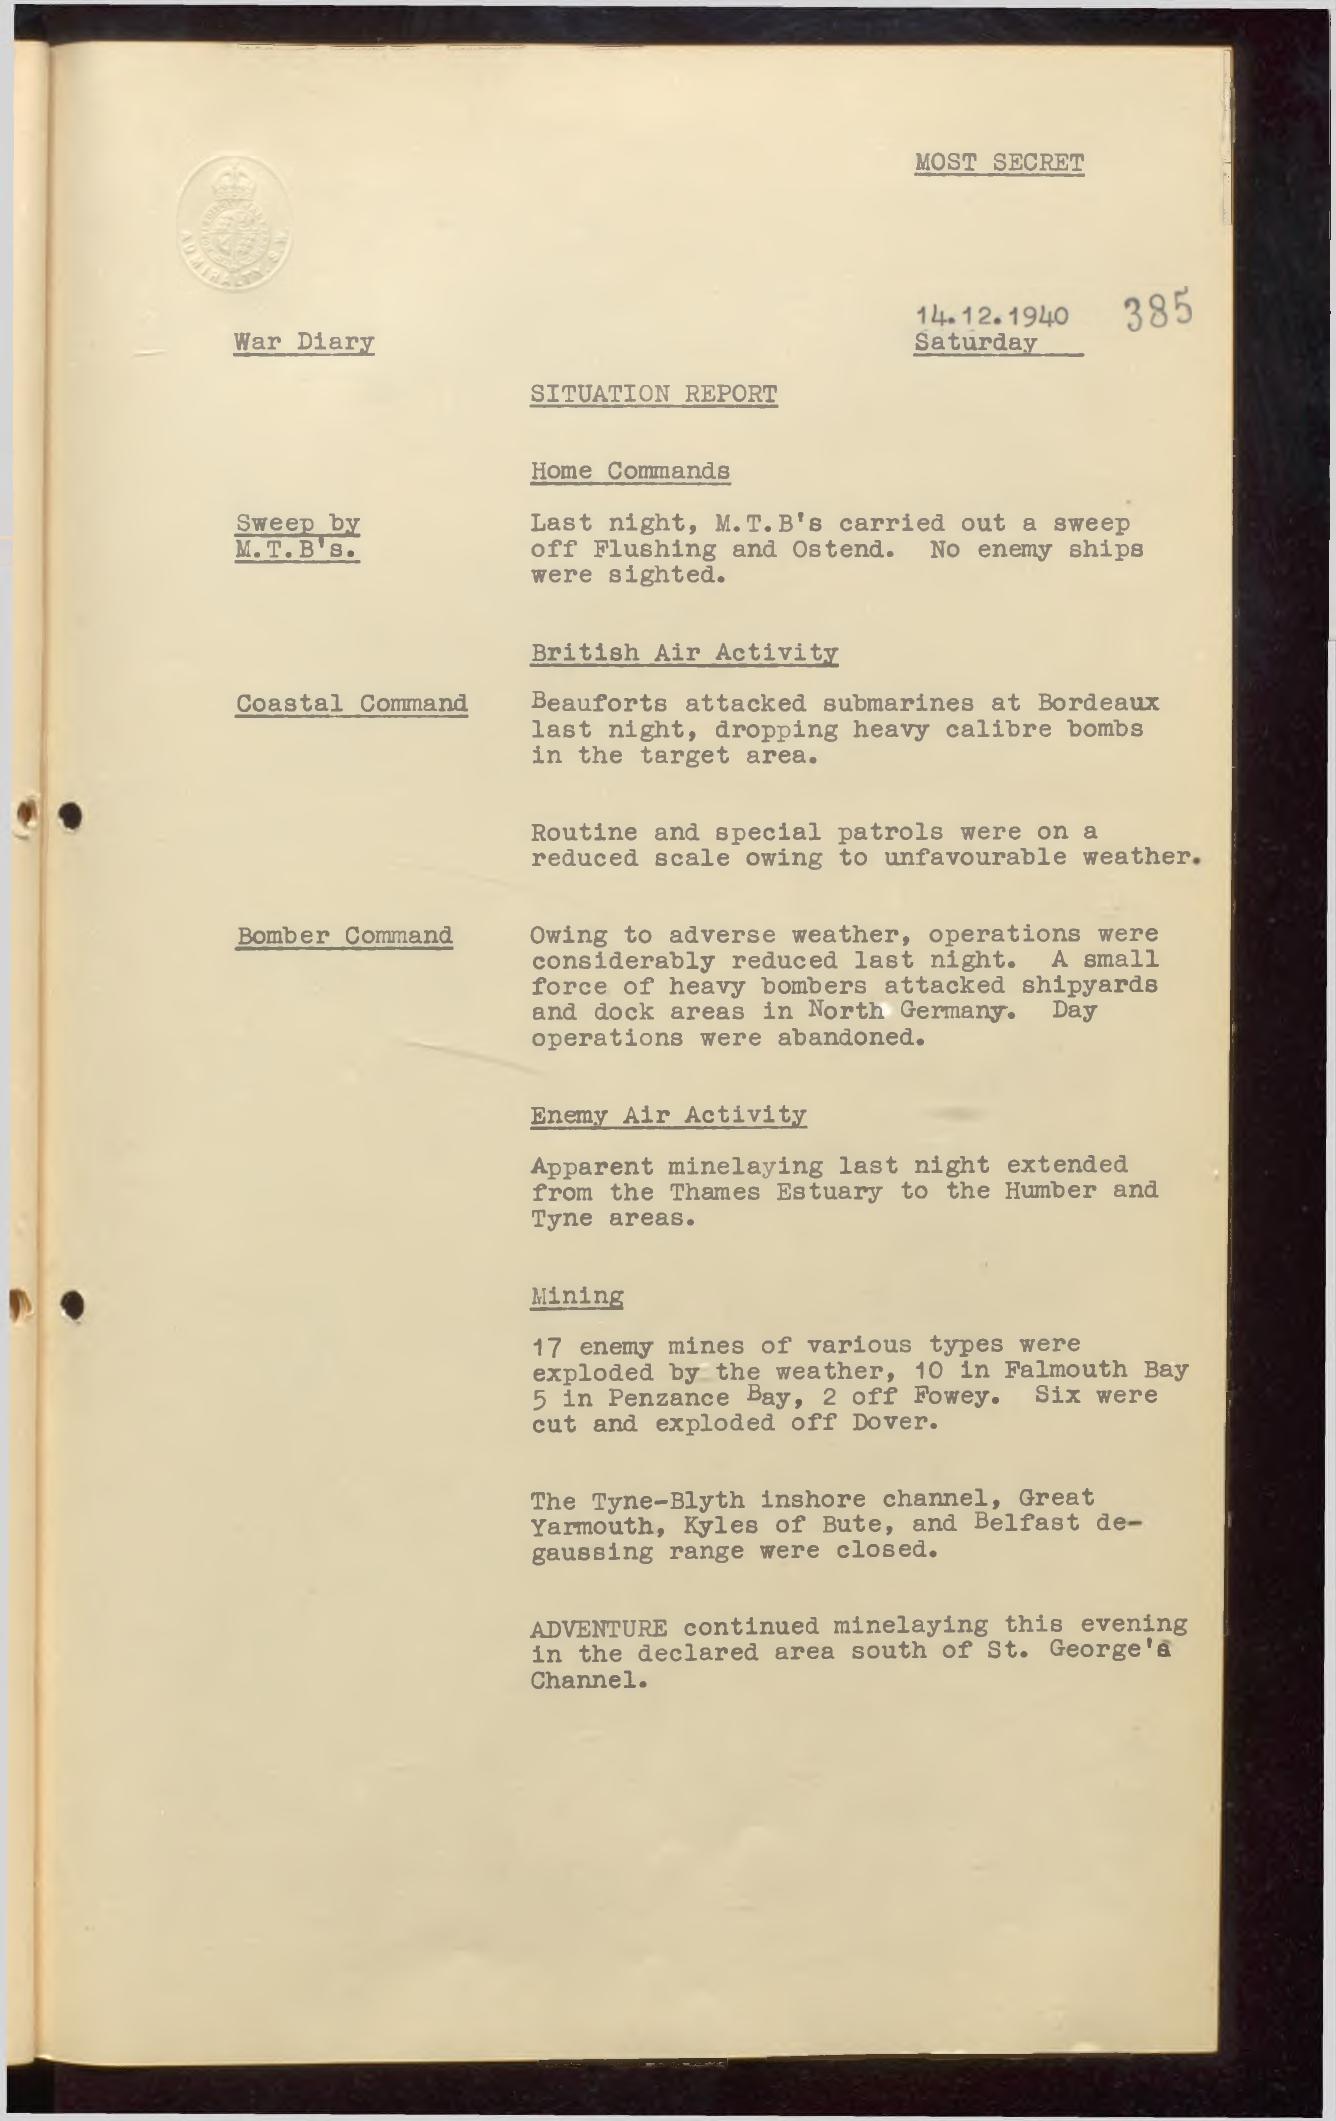 MOST SECRET
ADMIRALTY. S.W.
14.12.1940 385
War Diary Saturday
SITUATION REPORT
Home Commands
Sweep by
M.T.B's.
Last night, M.T.B's carried out a sweep
off Flushing and Ostend. No enemy ships
were sighted.
British Air Activity
Coastal Command
Beauforts attacked submarines at Bordeaux
last night, dropping heavy calibre bombs
in the target area.
Routine and special patrols were on a
reduced scale owing to unfavourable weather.
Bomber Command
Owing to adverse weather, operations were
considerably reduced last night. A small
force of heavy bombers attacked shipyards
and dock areas in North Germany. Day
operations were abandoned.
Enemy Air Activity
Apparent minelaying last night extended
from the Thames Estuary to the Humber and
Tyne areas.
Mining
17 enemy mines of various types were
exploded by the weather, 10 in Falmouth Bay
5 in Penzance Bay, 2 off Fowey. Six were
cut and exploded off Dover.
The Tyne-Blyth inshore channel, Great
Yarmouth, Kyles of Bute, and Belfast de-
gaussing range were closed.
ADVENTURE continued minelaying this evening
in the declared area south of St. George's
Channel.